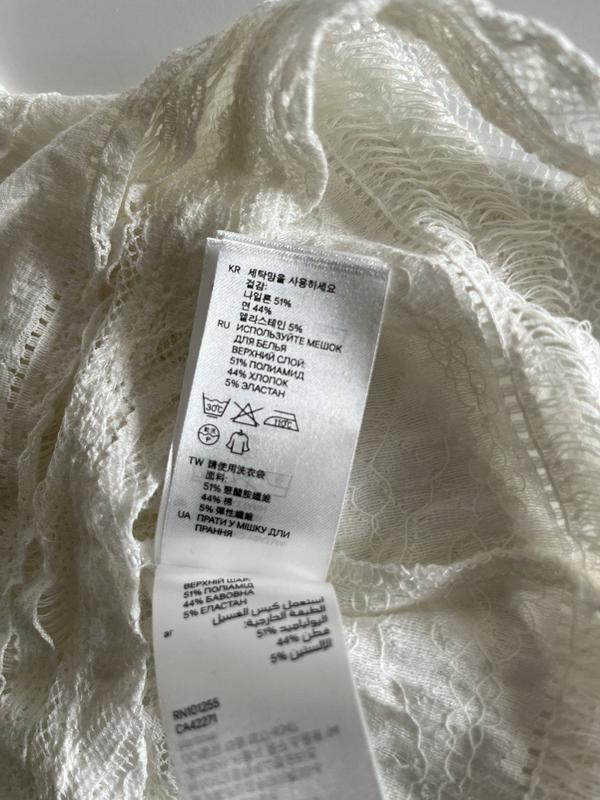 KR 세탁망을 사용하세요
겉감:
나일론 51%
면 44%
엘라스테인 5%
RU ИСПОЛЬЗУЙТЕ МЕШОК
ДЛЯ БЕЛЬЯ
ВЕРХНИЙ СЛОЙ:
51% ПОЛИАМИД
44% ХЛОПОК
5% ЭЛАСТАН
30°C 110°C
P
TW 請使用洗衣袋
面料:
51% 聚醯胺纖維
44% 棉
5% 彈性纖維
UA ПРАТИ У МІШКУ ДЛИ
ПРАННЯ
ВЕРХНІЙ ШАР:
51% ПОЛІАМІД
44% БАВОВНА
5% ЕЛАСТАН
ar استعمل كيس الغسيل
الطبقة الخارجية:
البولياميد 51%
قطن 44%
الإلستين 5%
RN101255
CA42271